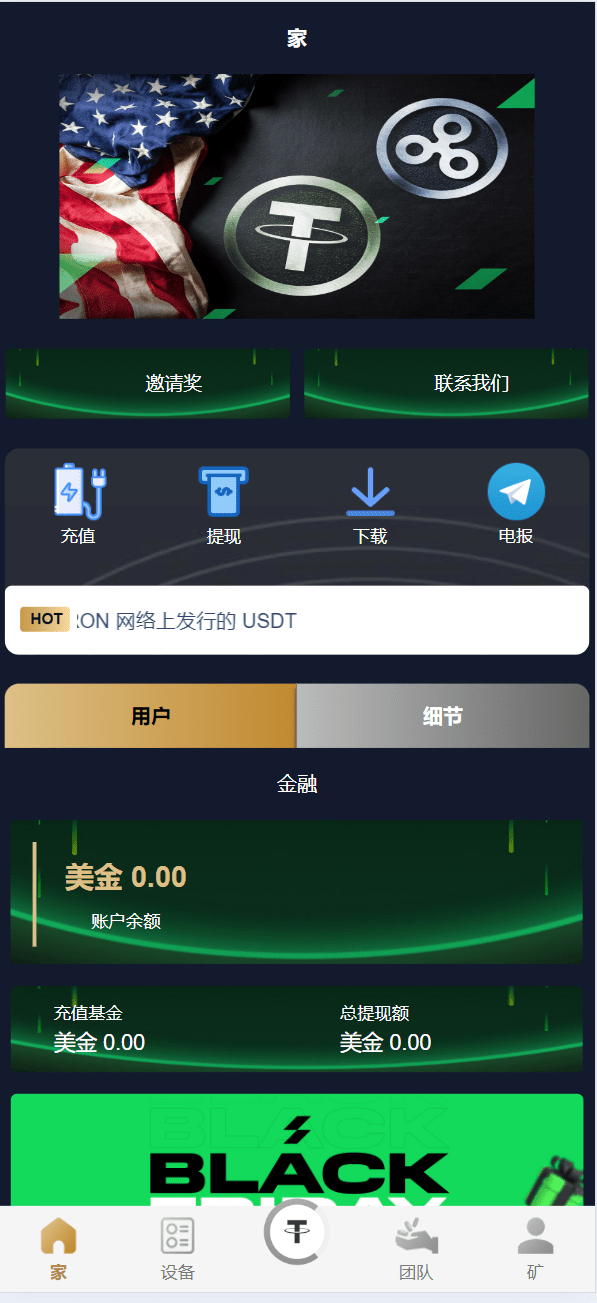 家
邀请奖
联系我们
充值
提现
下载
电报
HOT
RON 网络上发行的 USDT
用户
细节
金融
美金 0.00
账户余额
充值基金
总提现额
美金 0.00
美金 0.00
BLACK
BLACK
FRIDAY
家
设备
团队
矿